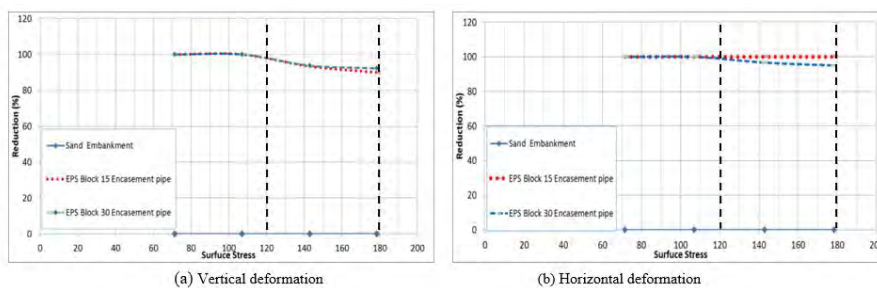 120
100
80
60
40
20
0
Reduction (%)
Sand Embankment
EPS Block 15 Encasement pipe
EPS Block 30 Encasement pipe
0 20 40 60 80 100 120 140 160 180 200
Surfuce Stress
(a) Vertical deformation
120
100
80
60
40
20
0
Reduction (%)
Sand Embankment
EPS Block 15 Encasement pipe
EPS Block 30 Encasement pipe
0 20 40 60 80 100 120 140 160 180 200
Surfuce Stress
(b) Horizontal deformation